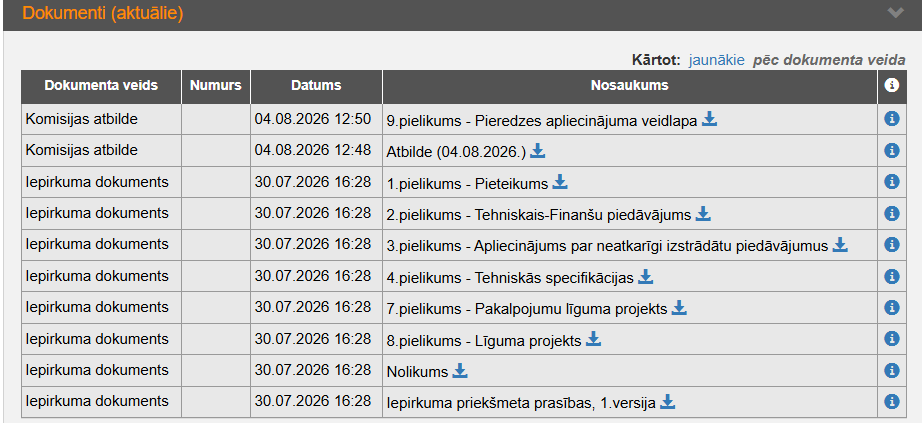 Dokumenti (aktuālie)
Kārtot: jaunākie pēc dokumenta veida
Dokumenta veids Numurs Datums Nosaukums
Komisijas atbilde 04.08.2026 12:50 9.pielikums - Pieredzes apliecinājuma veidlapa
Komisijas atbilde 04.08.2026 12:48 Atbilde (04.08.2026.)
Iepirkuma dokuments 30.07.2026 16:28 1.pielikums - Pieteikums
Iepirkuma dokuments 30.07.2026 16:28 2.pielikums - Tehniskais-Finanšu piedāvājums
Iepirkuma dokuments 30.07.2026 16:28 3.pielikums - Apliecinājums par neatkarīgi izstrādātu piedāvājumus
Iepirkuma dokuments 30.07.2026 16:28 4.pielikums - Tehniskās specifikācijas
Iepirkuma dokuments 30.07.2026 16:28 7.pielikums - Pakalpojumu līguma projekts
Iepirkuma dokuments 30.07.2026 16:28 8.pielikums - Līguma projekts
Iepirkuma dokuments 30.07.2026 16:28 Nolikums
Iepirkuma dokuments 30.07.2026 16:28 Iepirkuma priekšmeta prasības, 1.versija